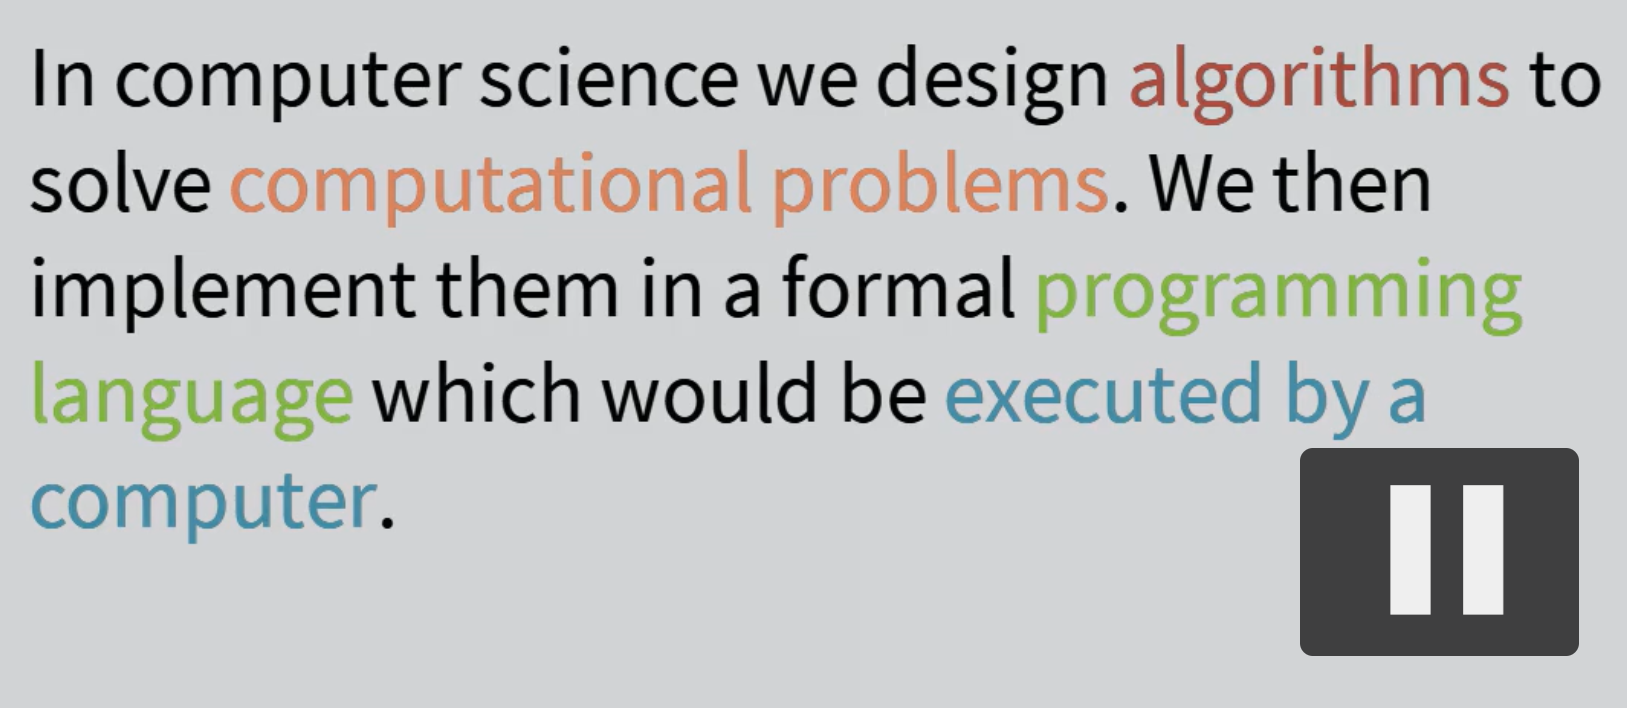 In computer science we design algorithms to
solve computational problems. We then
implement them in a formal programming
language which would be executed by a
computer.